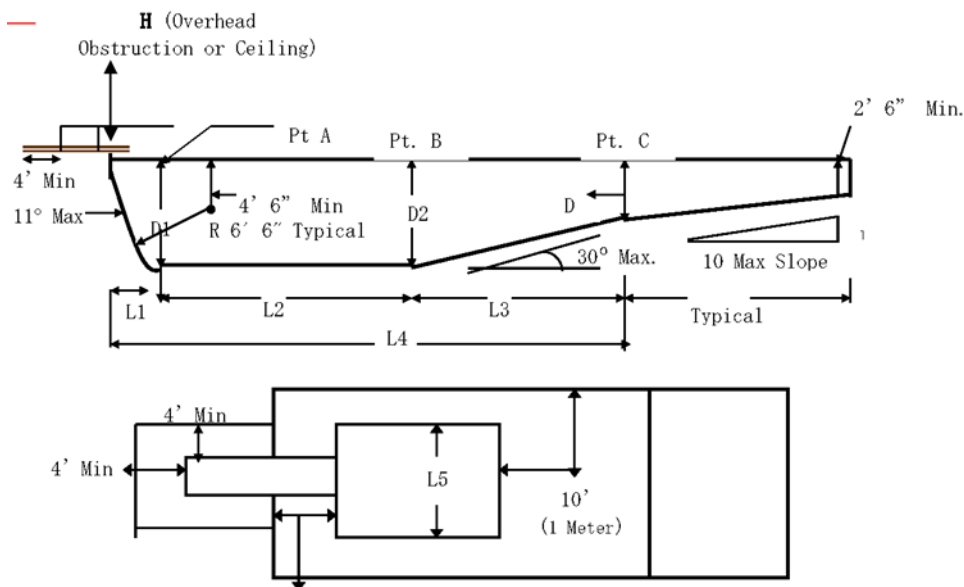 H (Overhead
Obstruction or Ceiling)
2’ 6” Min.
Pt A
Pt. B
Pt. C
4’ Min
11° Max
4’ 6” Min
D1
R 6′ 6″ Typical
D2
D
30° Max.
1
10 Max Slope
L1
L2
L3
Typical
L4
4’ Min
4’ Min
L5
10’
(1 Meter)